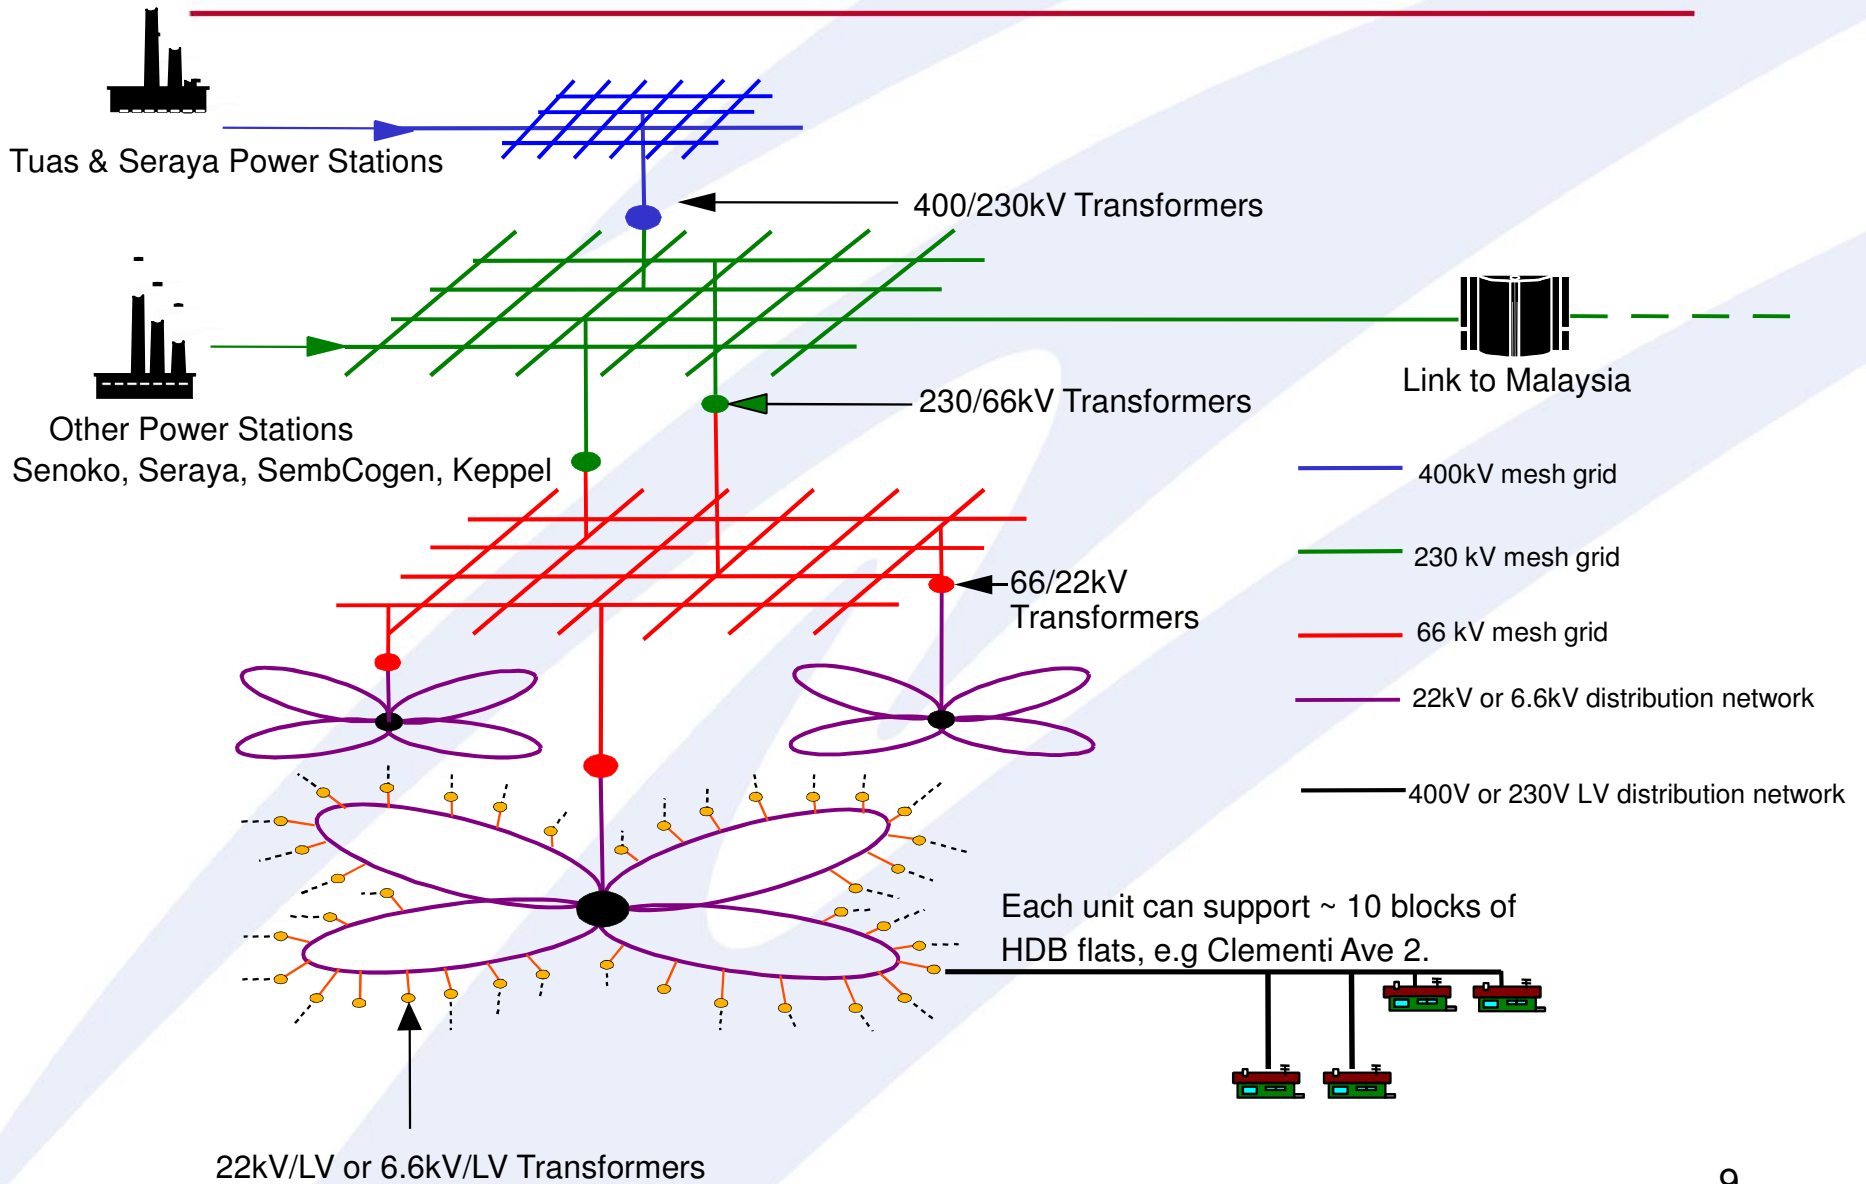 Tuas & Seraya Power Stations
400/230kV Transformers
Link to Malaysia
230/66kV Transformers
Other Power Stations
Senoko, Seraya, SembCogen, Keppel
400kV mesh grid
230 kV mesh grid
66/22kV
Transformers
66 kV mesh grid
22kV or 6.6kV distribution network
400V or 230V LV distribution network
Each unit can support ~ 10 blocks of
HDB flats, e.g Clementi Ave 2.
22kV/LV or 6.6kV/LV Transformers
9